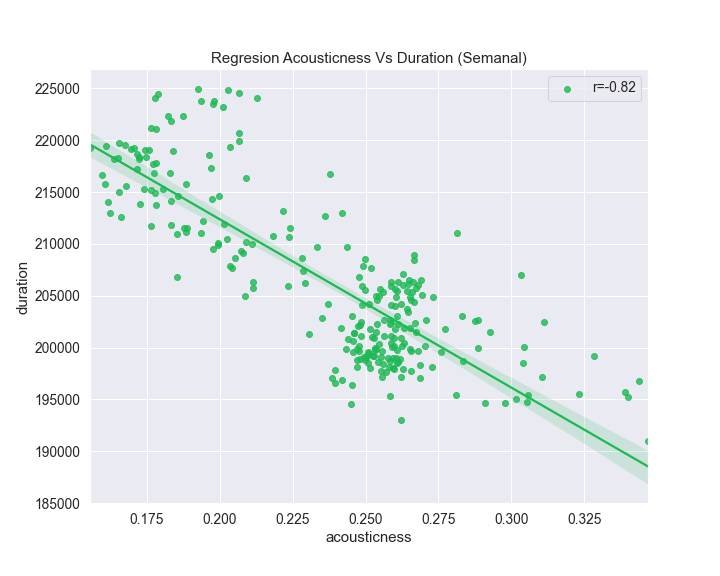 Regresion Acousticness Vs Duration (Semanal)
r=-0.82
225000
220000
215000
210000
205000
200000
195000
190000
185000
duration
0.175 0.200 0.225 0.250 0.275 0.300 0.325
acousticness